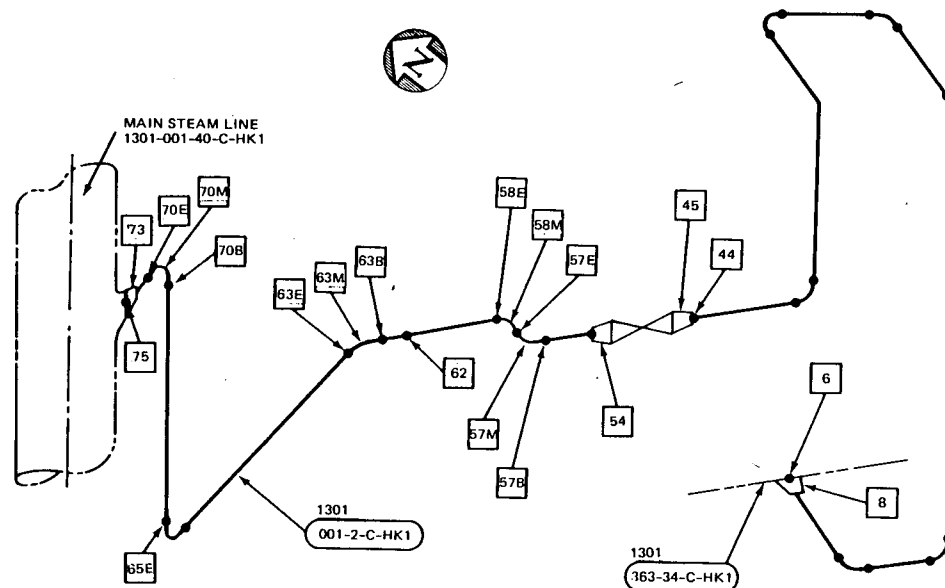 N
MAIN STEAM LINE
1301-001-40-C-HK1
70M
70E
73
70B
75
63B
63M
63E
58E
58M
57E
45
44
62
54
57M
57B
6
8
65E
1301
001-2-C-HK1
1301
363-34-C-HK1